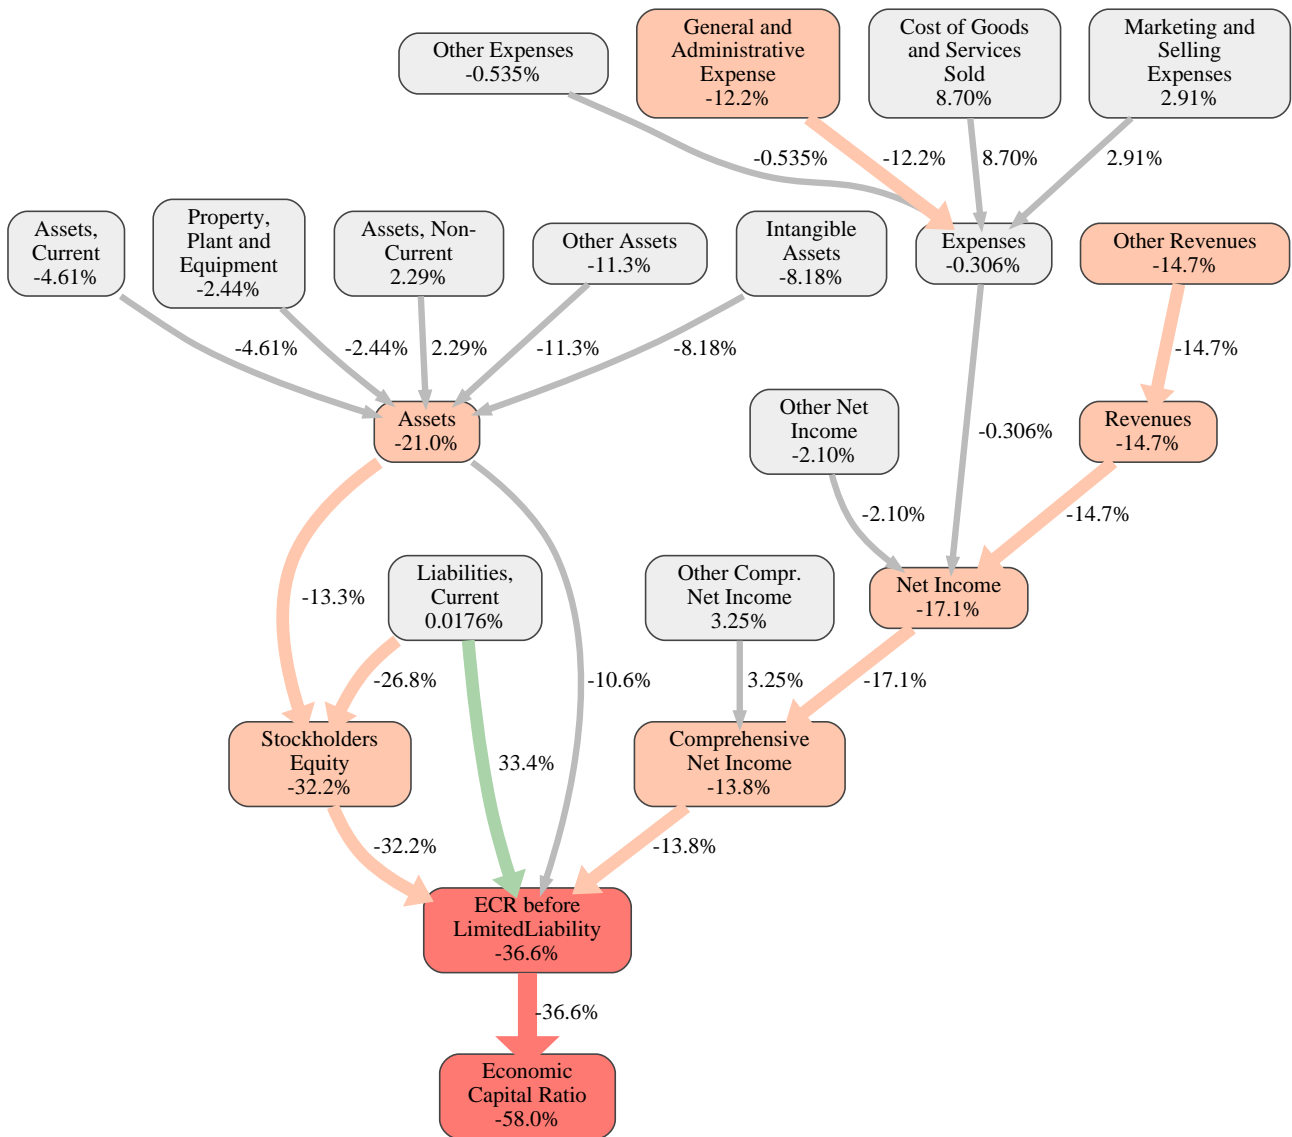 Other Expenses
-0.535%
General and
Administrative
Expense
-12.2%
Cost of Goods
and Services
Sold
8.70%
Marketing and
Selling
Expenses
2.91%
-0.535%
-12.2%
8.70%
2.91%
Assets,
Current
-4.61%
Property,
Plant and
Equipment
-2.44%
Assets, Non-
Current
2.29%
Other Assets
-11.3%
Intangible
Assets
-8.18%
Expenses
-0.306%
Other Revenues
-14.7%
-4.61%
-2.44%
2.29%
-11.3%
-8.18%
-14.7%
Assets
-21.0%
Other Net
Income
-2.10%
-0.306%
Revenues
-14.7%
-2.10%
-14.7%
-13.3%
Liabilities,
Current
0.0176%
Other Compr.
Net Income
3.25%
Net Income
-17.1%
-26.8%
-10.6%
3.25%
-17.1%
Stockholders
Equity
-32.2%
33.4%
Comprehensive
Net Income
-13.8%
-32.2%
-13.8%
ECR before
LimitedLiability
-36.6%
-36.6%
Economic
Capital Ratio
-58.0%